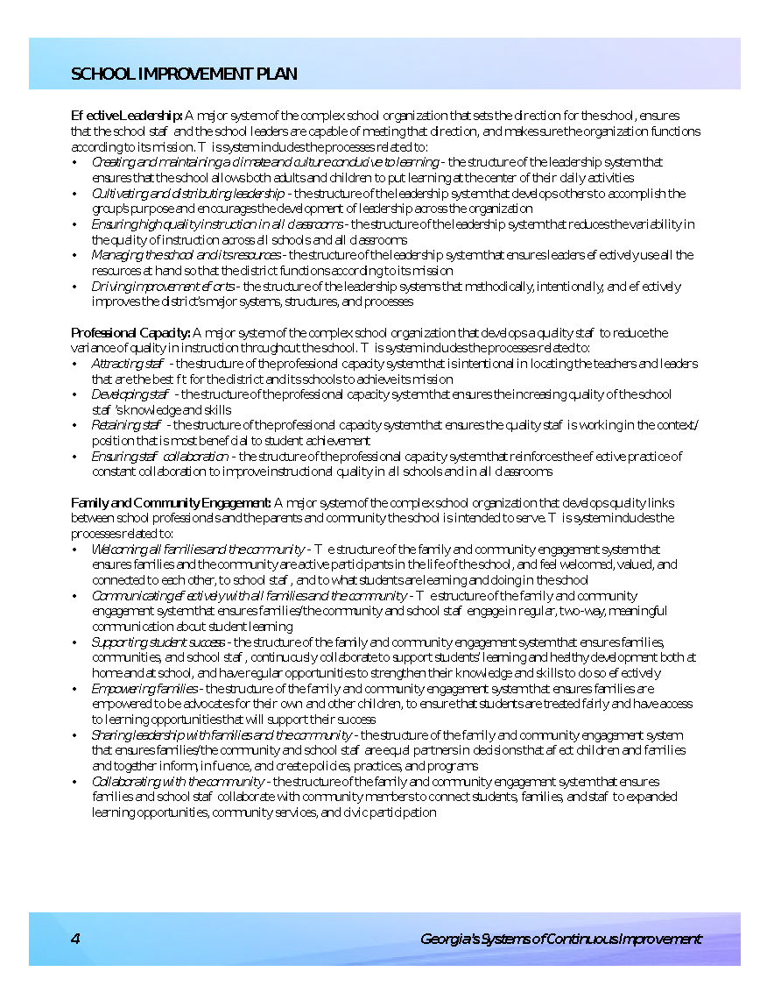 SCHOOL IMPROVEMENT PLAN
Ef ective Leadership: A major system of the complex school organization that sets the direction for the school, ensures
that the school staf  and the school leaders are capable of meeting that direction, and makes sure the organization functions
according to its mission. T is system includes the processes related to:
• Creating and maintaining a climate and culture conducive to learning - the structure of the leadership system that
ensures that the school allows both adults and children to put learning at the center of their daily activities
• Cultivating and distributing leadership - the structure of the leadership system that develops others to accomplish the
group's purpose and encourages the development of leadership across the organization
• Ensuring high quality instruction in all classrooms - the structure of the leadership system that reduces the variability in
the quality of instruction across all schools and all classrooms
• Managing the school and its resources - the structure of the leadership system that ensures leaders ef ectively use all the
resources at hand so that the district functions according to its mission
• Driving improvement ef orts - the structure of the leadership systems that methodically, intentionally, and ef ectively
improves the district's major systems, structures, and processes
Professional Capacity: A major system of the complex school organization that develops a quality staf  to reduce the
variance of quality in instruction throughout the school. T is system includes the processes related to:
• Attracting staf  - the structure of the professional capacity system that is intentional in locating the teachers and leaders
that are the best f t for the district and its schools to achieve its mission
• Developing staf  - the structure of the professional capacity system that ensures the increasing quality of the school
staf 's knowledge and skills
• Retaining staf  - the structure of the professional capacity system that ensures the quality staf  is working in the context/
position that is most benef cial to student achievement
• Ensuring staf  collaboration - the structure of the professional capacity system that reinforces the ef ective practice of
constant collaboration to improve instructional quality in all schools and in all classrooms
Family and Community Engagement: A major system of the complex school organization that develops quality links
between school professionals and the parents and community the school is intended to serve. T is system includes the
processes related to:
• Welcoming all families and the community - T e structure of the family and community engagement system that
ensures families and the community are active participants in the life of the school, and feel welcomed, valued, and
connected to each other, to school staf , and to what students are learning and doing in the school
• Communicating ef ectively with all families and the community - T e structure of the family and community
engagement system that ensures families/the community and school staf  engage in regular, two-way, meaningful
communication about student learning
• Supporting student success - the structure of the family and community engagement system that ensures families,
communities, and school staf , continuously collaborate to support students' learning and healthy development both at
home and at school, and have regular opportunities to strengthen their knowledge and skills to do so ef ectively
• Empowering families - the structure of the family and community engagement system that ensures families are
empowered to be advocates for their own and other children, to ensure that students are treated fairly and have access
to learning opportunities that will support their success
• Sharing leadership with families and the community - the structure of the family and community engagement system
that ensures families/the community and school staf  are equal partners in decisions that af ect children and families
and together inform, inf uence, and create policies, practices, and programs
• Collaborating with the community - the structure of the family and community engagement system that ensures
families and school staf  collaborate with community members to connect students, families, and staf  to expanded
learning opportunities, community services, and civic participation
4 Georgia's Systems of Continuous Improvement